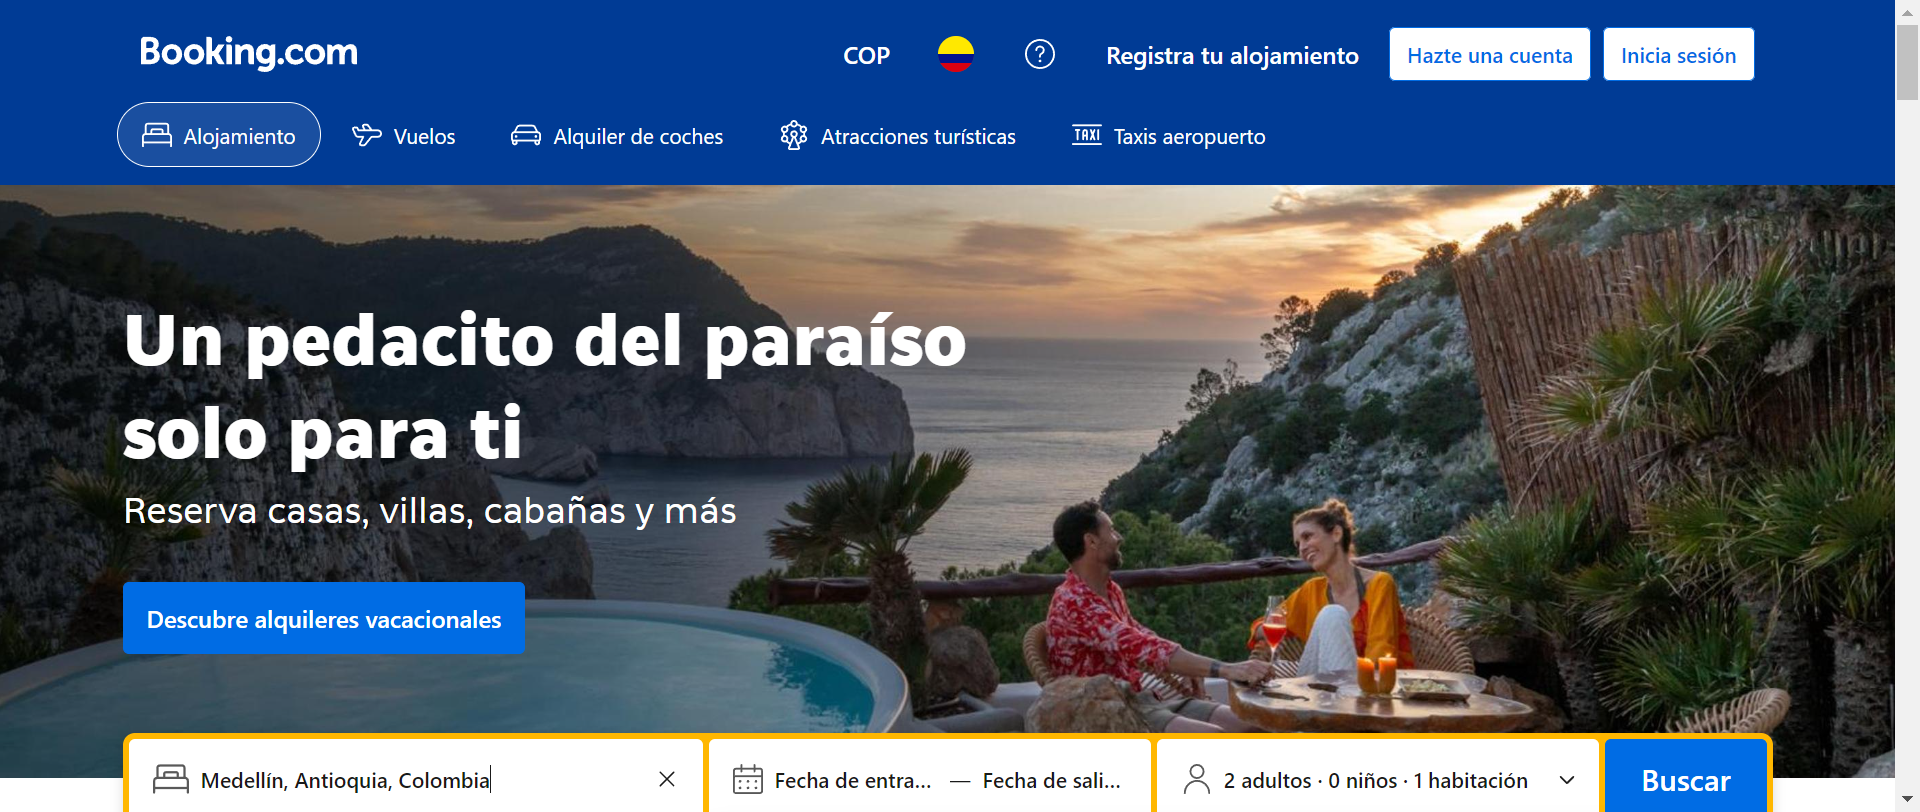 Booking.com
COP
Registra tu alojamiento
Hazte una cuenta
Inicia sesión
Alojamiento
Vuelos
Alquiler de coches
Atracciones turísticas
TAXI
Taxis aeropuerto
Un pedacito del paraíso
solo para ti
Reserva casas, villas, cabañas y más
Descubre alquileres vacacionales
Medellín, Antioquia, Colombia
Fecha de entra... — Fecha de sali...
2 adultos · 0 niños · 1 habitación
Buscar